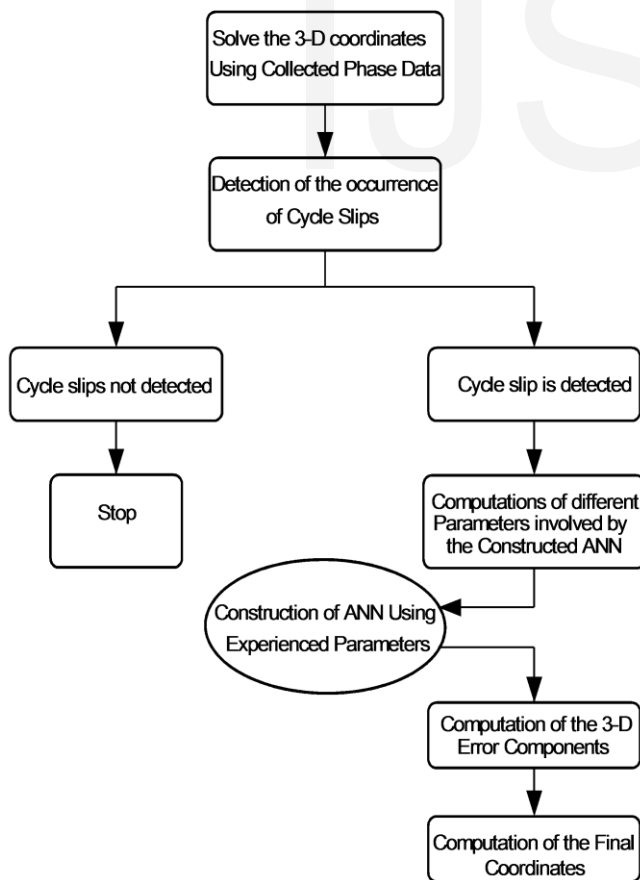 IJS
Solve the 3-D coordinates
Using Collected Phase Data
Detection of the occurrence
of Cycle Slips
Cycle slips not detected
Cycle slip is detected
Stop
Computations of different
Parameters involved by
the Constructed ANN
Construction of ANN Using
Experienced Parameters
Computation of the 3-D
Error Components
Computation of the Final
Coordinates